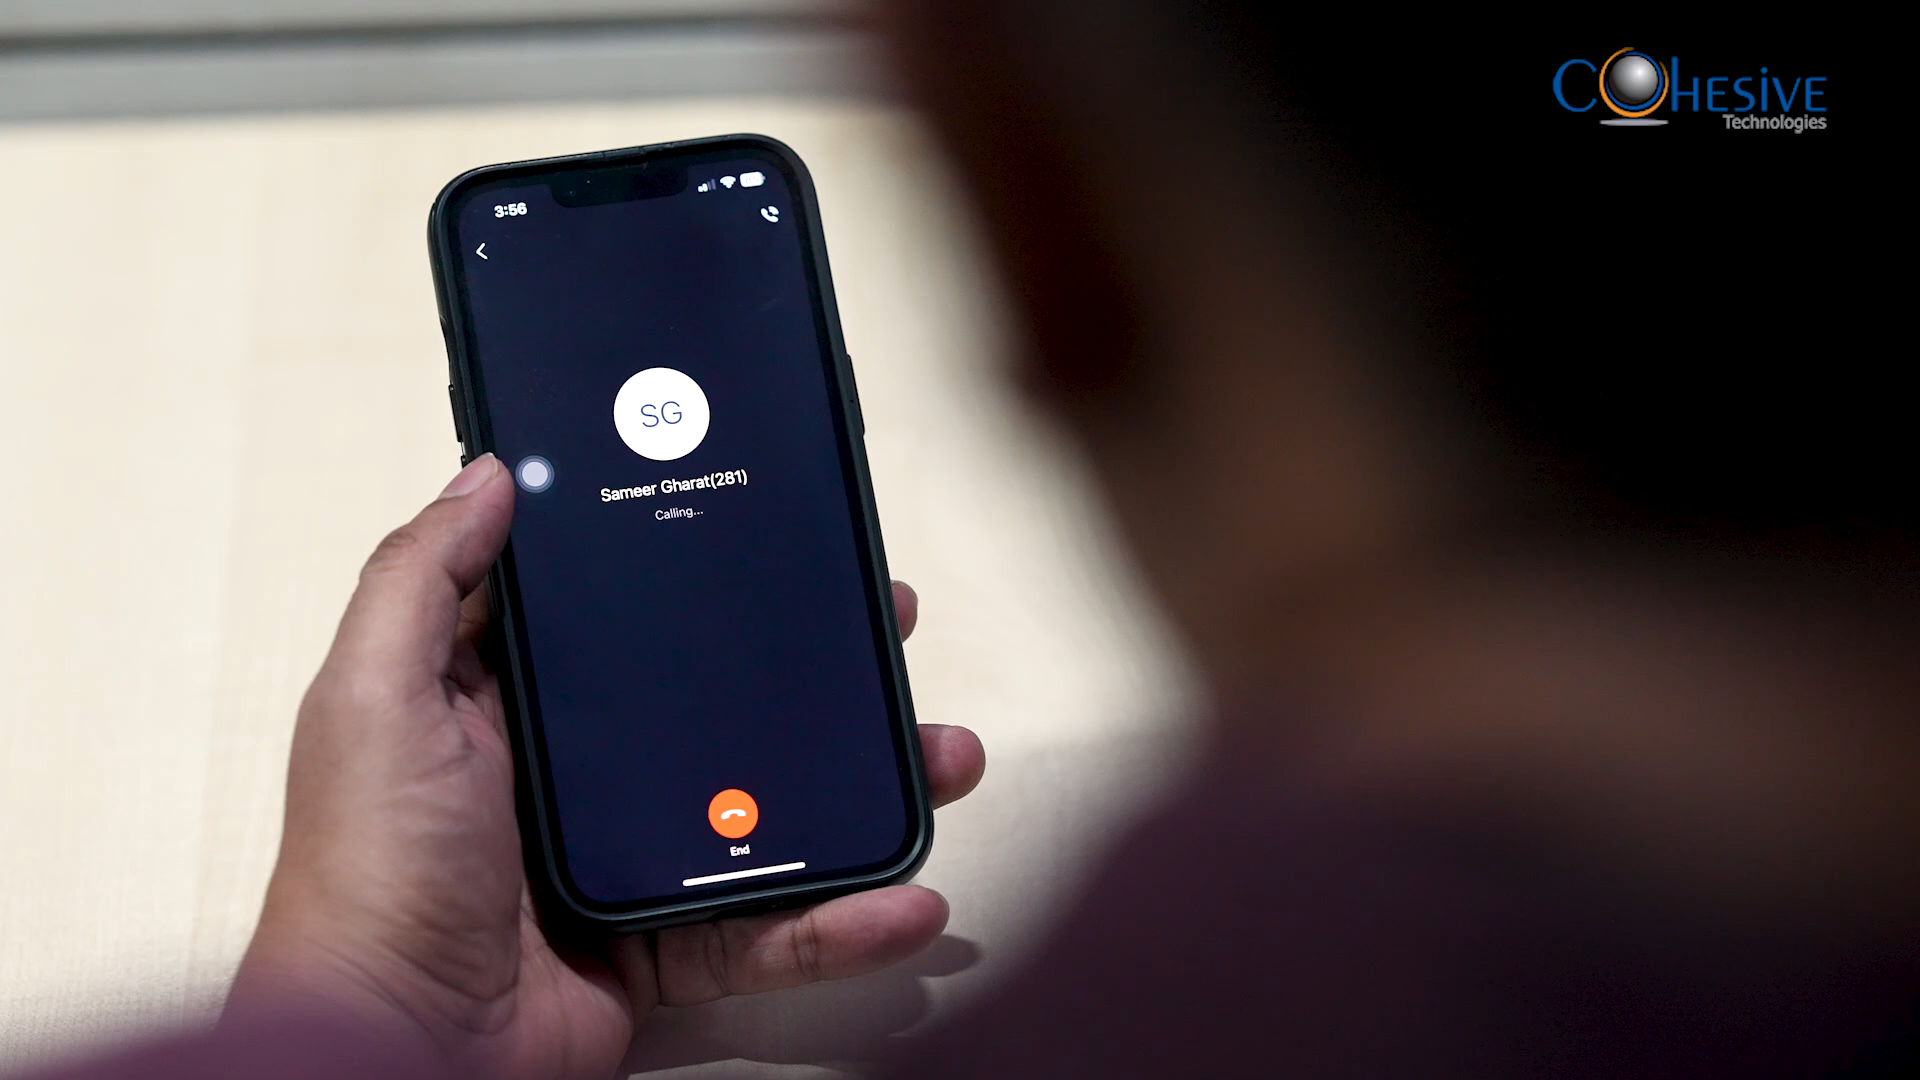 COHESiVE
Technologies
3:56
SG
Sameer Gharat(281)
Calling...
End